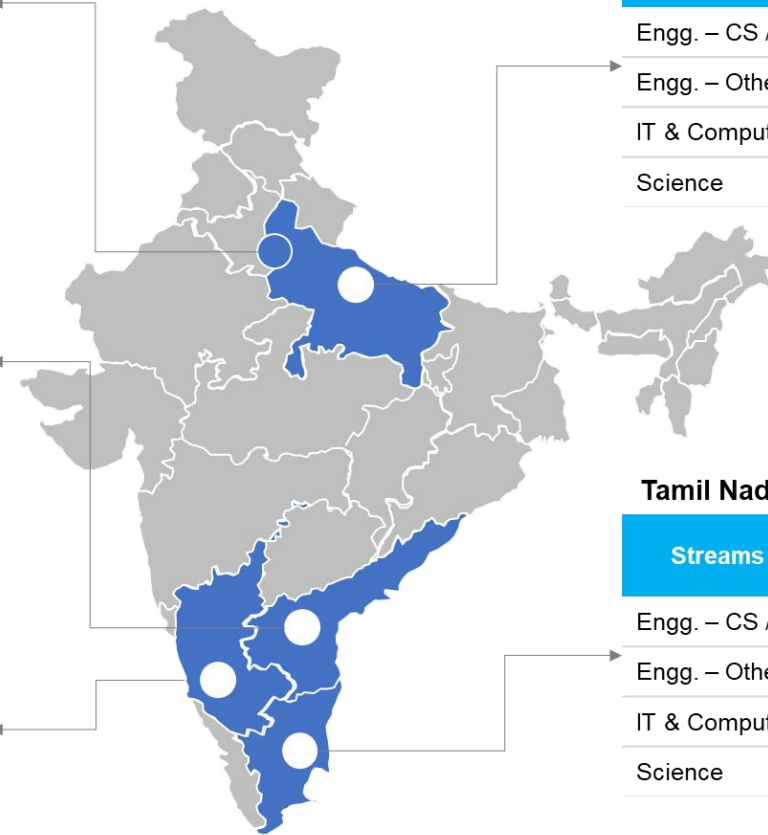 Engg. – CS /
Engg. – Othe
IT & Comput
Science
Tamil Nad
Streams
Engg. – CS /
Engg. – Othe
IT & Comput
Science